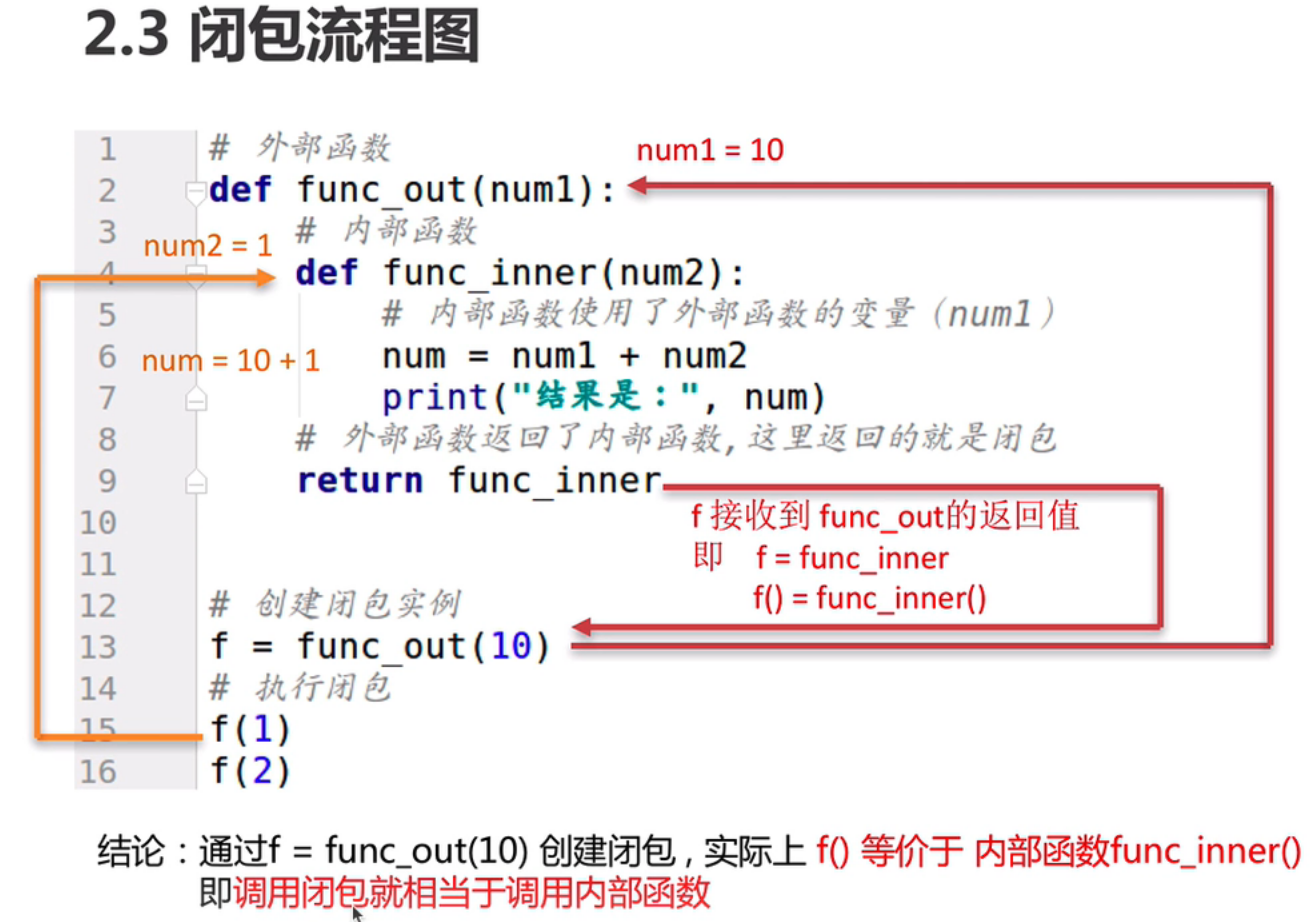 2.3 闭包流程图
1 # 外部函数
num1 = 10
2 def func_out(num1):
3 # 内部函数
num2 = 1
4 def func_inner(num2):
5 # 内部函数使用了外部函数的变量（num1）
6 num = num1 + num2
num = 10 + 1
7 print("结果是：", num)
8 # 外部函数返回了内部函数,这里返回的就是闭包
9 return func_inner
f 接收到 func_out的返回值
10
即 f = func_inner
11
f() = func_inner()
12 # 创建闭包实例
13 f = func_out(10)
14 # 执行闭包
15 f(1)
16 f(2)
结论：通过f = func_out(10) 创建闭包 , 实际上 f() 等价于 内部函数func_inner()
即调用闭包就相当于调用内部函数